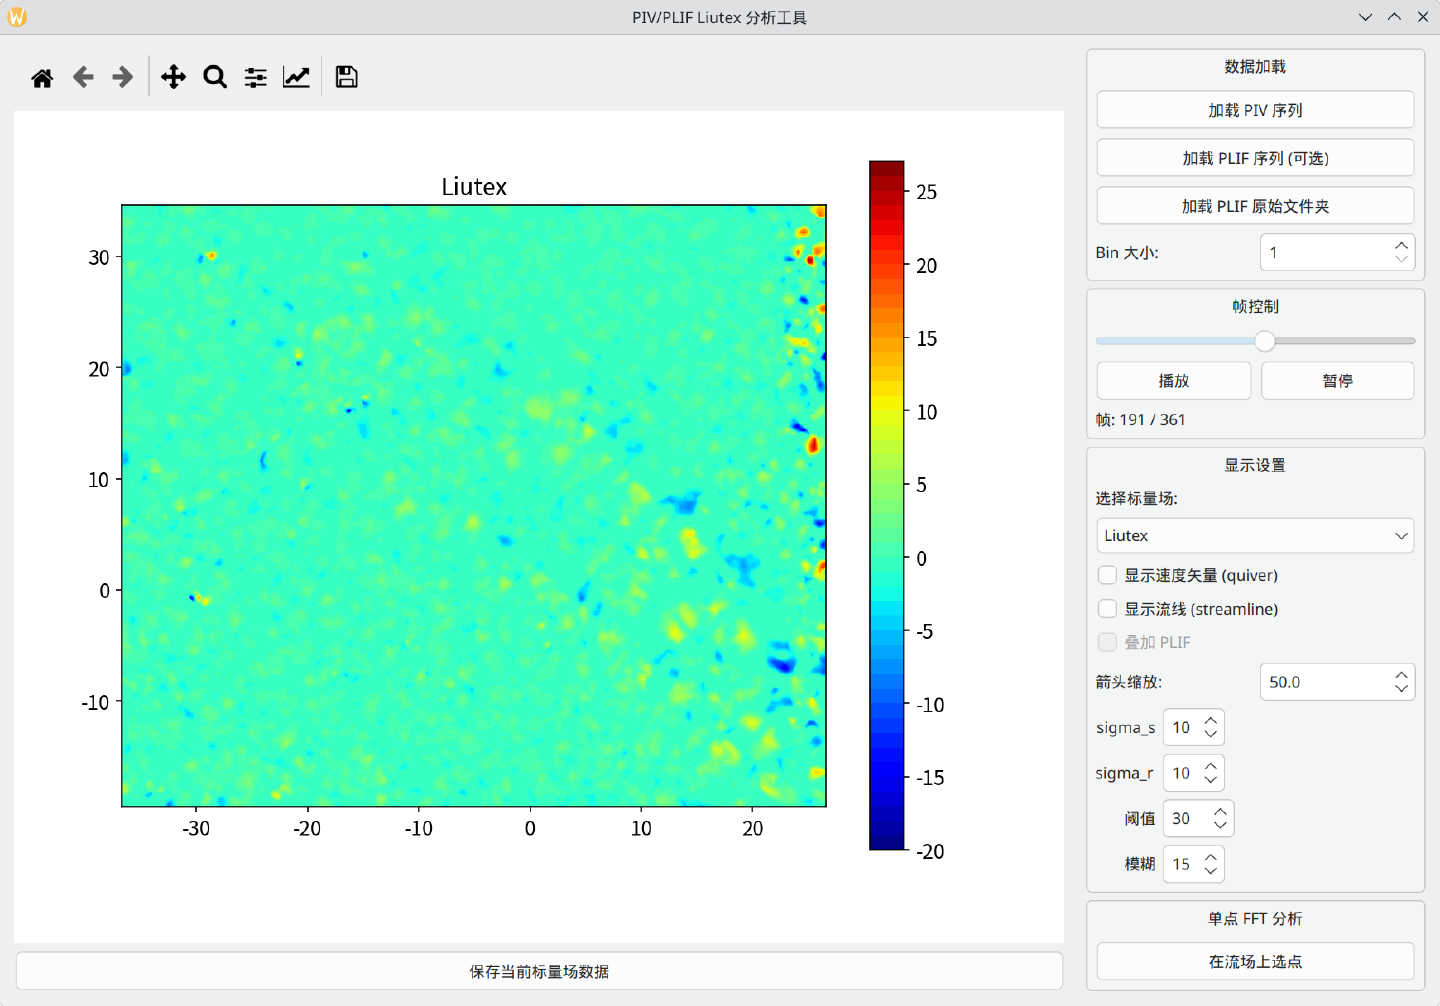 PIV/PLIF Liutex 分析工具
Liutex
30
20
10
0
-10
-30
-20
-10
0
10
20
25
20
15
10
5
0
-5
-10
-15
-20
保存当前标量场数据
数据加载
加载 PIV 序列
加载 PLIF 序列 (可选)
加载 PLIF 原始文件夹
Bin 大小:
1
帧控制
播放
暂停
帧: 191 / 361
显示设置
选择标量场:
Liutex
显示速度矢量 (quiver)
显示流线 (streamline)
叠加 PLIF
箭头缩放:
50.0
sigma_s
10
sigma_r
10
阈值
30
模糊
15
单点 FFT 分析
在流场上选点